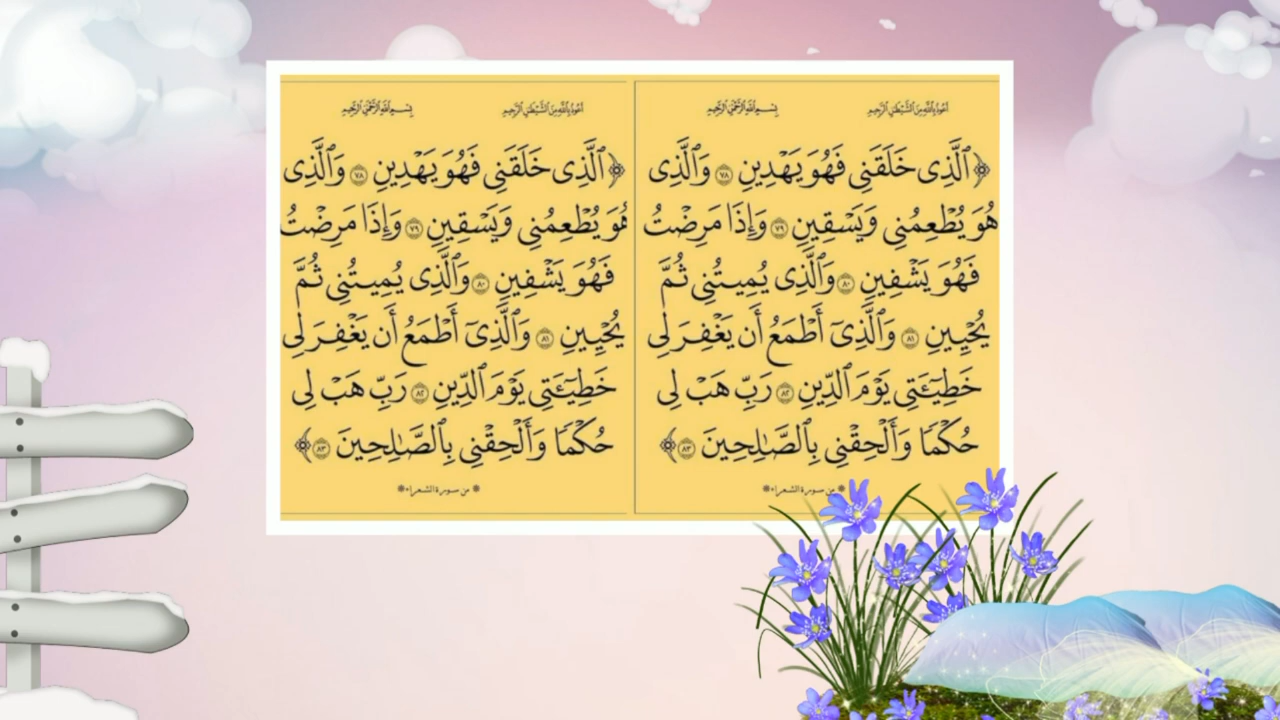 أعوذ بالله من الشيطان الرجيم بسم الله الرحمن الرحيم
﴿ٱلَّذِى خَلَقَنِى فَهُوَ يَهْدِينِ ٧٨ وَٱلَّذِى
هُوَ يُطْعِمُنِى وَيَسْقِينِ ٧٩ وَإِذَا مَرِضْتُ
فَهُوَ يَشْفِينِ ٨٠ وَٱلَّذِى يُمِيتُنِى ثُمَّ
يُحْيِينِ ٨١ وَٱلَّذِىٓ أَطْمَعُ أَن يَغْفِرَ لِى
خَطِيٓـَٔتِى يَوْمَ ٱلدِّينِ ٨٢ رَبِّ هَبْ لِى
حُكْمًا وَأَلْحِقْنِى بِٱلصَّـٰلِحِينَ ٨٣﴾
* من سورة الشعراء *
أعوذ بالله من الشيطان الرجيم بسم الله الرحمن الرحيم
﴿ٱلَّذِى خَلَقَنِى فَهُوَ يَهْدِينِ ٧٨ وَٱلَّذِى
هُوَ يُطْعِمُنِى وَيَسْقِينِ ٧٩ وَإِذَا مَرِضْتُ
فَهُوَ يَشْفِينِ ٨٠ وَٱلَّذِى يُمِيتُنِى ثُمَّ
يُحْيِينِ ٨١ وَٱلَّذِىٓ أَطْمَعُ أَن يَغْفِرَ لِى
خَطِيٓـَٔتِى يَوْمَ ٱلدِّينِ ٨٢ رَبِّ هَبْ لِى
حُكْمًا وَأَلْحِقْنِى بِٱلصَّـٰلِحِينَ ٨٣﴾
* من سورة الشعراء *